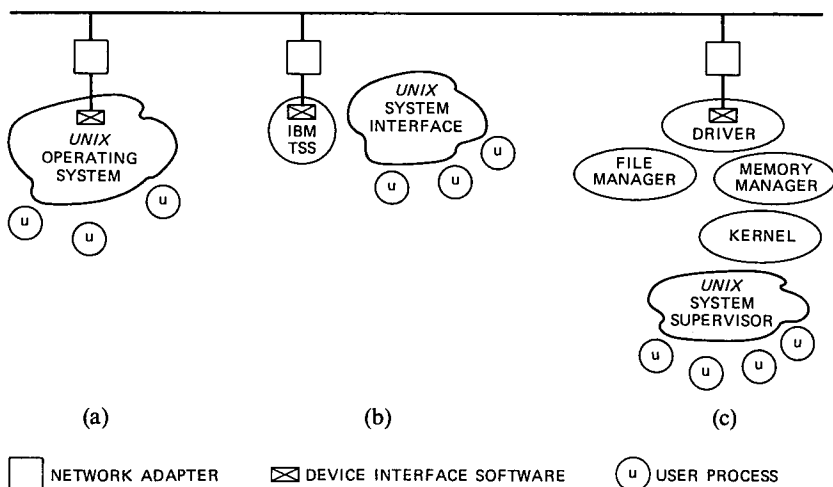 UNIX
OPERATING
SYSTEM
u
u
u
IBM
TSS
UNIX
SYSTEM
INTERFACE
u
u
u
DRIVER
FILE
MANAGER
MEMORY
MANAGER
KERNEL
UNIX
SYSTEM
SUPERVISOR
u
u
u
u
(a)
(b)
(c)
NETWORK ADAPTER
DEVICE INTERFACE SOFTWARE
u USER PROCESS